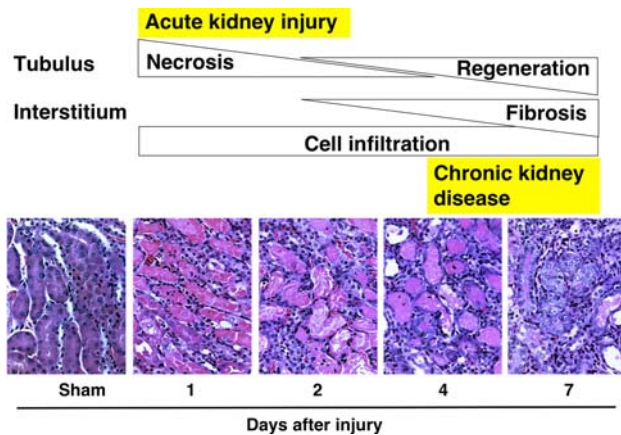 Acute kidney injury
Tubulus
Necrosis
Regeneration
Interstitium
Fibrosis
Cell infiltration
Chronic kidney
disease
Sham
1
2
4
7
Days after injury